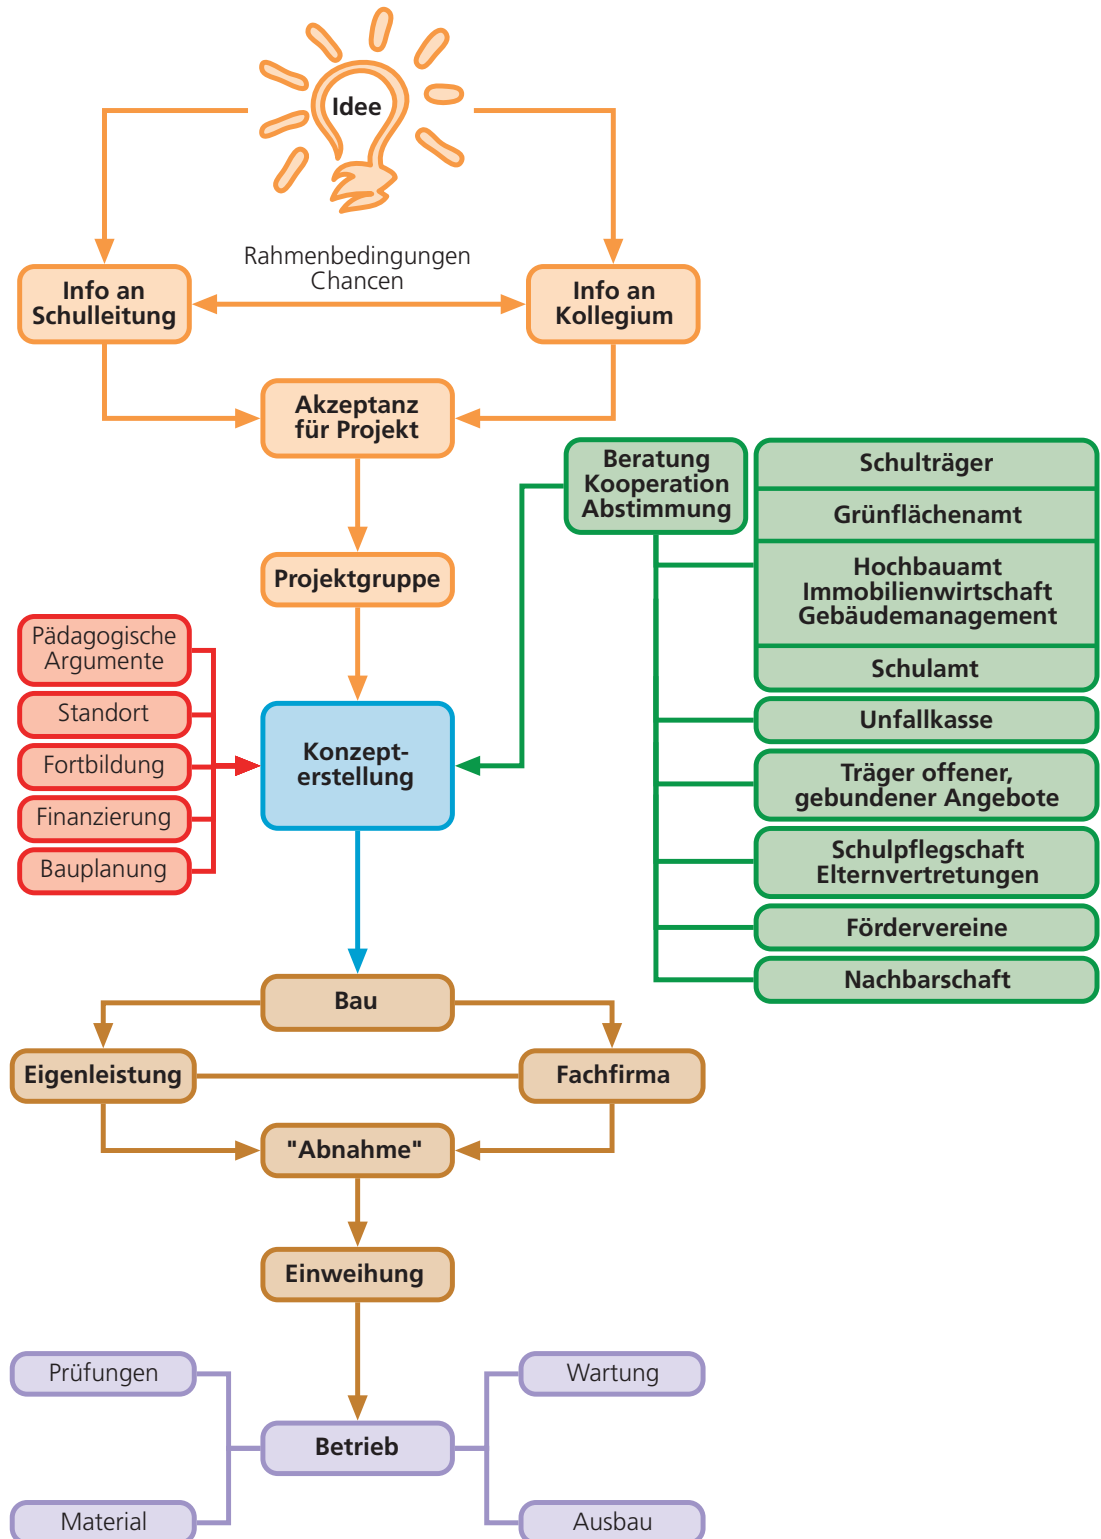 Idee
Rahmenbedingungen
Chancen
Info an
Schulleitung
Info an
Kollegium
Akzeptanz
für Projekt
Beratung
Kooperation
Abstimmung
Schulträger
Grünflächenamt
Hochbauamt
Immobilienwirtschaft
Gebäudemanagement
Schulamt
Unfallkasse
Träger offener,
gebundener Angebote
Schulpflegschaft
Elternvertretungen
Fördervereine
Nachbarschaft
Projektgruppe
Pädagogische
Argumente
Standort
Fortbildung
Finanzierung
Bauplanung
Konzept-
erstellung
Bau
Eigenleistung
Fachfirma
"Abnahme"
Einweihung
Prüfungen
Wartung
Betrieb
Material
Ausbau